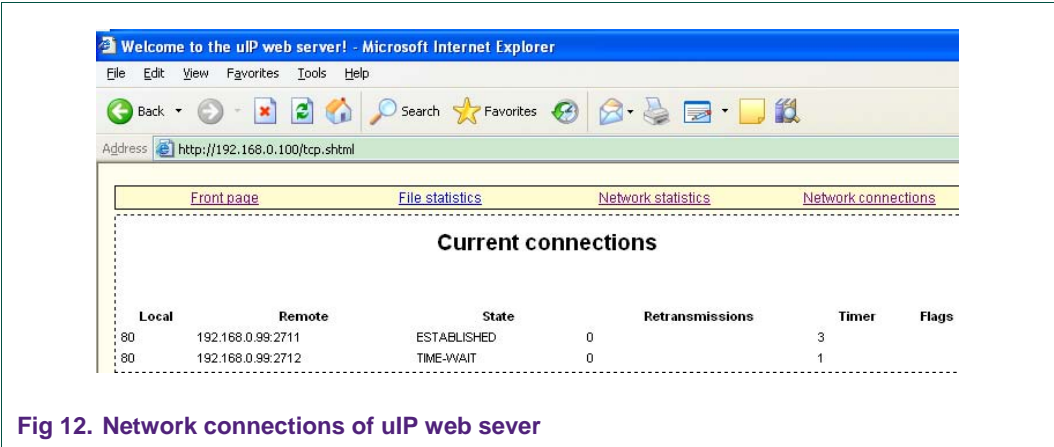 Welcome to the uIP web server! - Microsoft Internet Explorer
File Edit View Favorites Tools Help
Back Search Favorites
Address http://192.168.0.100/tcp.shtml
Front page File statistics Network statistics Network connections
Current connections
Local Remote State Retransmissions Timer Flags
80 192.168.0.99:2711 ESTABLISHED 0 3
80 192.168.0.99:2712 TIME-WAIT 0 1
Fig 12. Network connections of uIP web sever